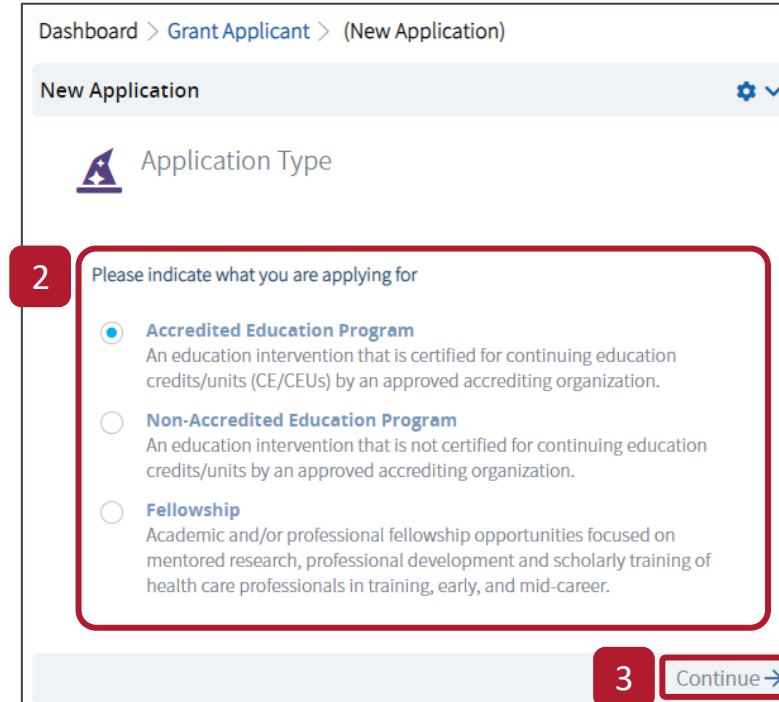 Dashboard > Grant Applicant > (New Application)
New Application
Application Type
2
Please indicate what you are applying for
Accredited Education Program
An education intervention that is certified for continuing education
credits/units (CE/CEUs) by an approved accrediting organization.
Non-Accredited Education Program
An education intervention that is not certified for continuing education
credits/units by an approved accrediting organization.
Fellowship
Academic and/or professional fellowship opportunities focused on
mentored research, professional development and scholarly training of
health care professionals in training, early, and mid-career.
3
Continue →